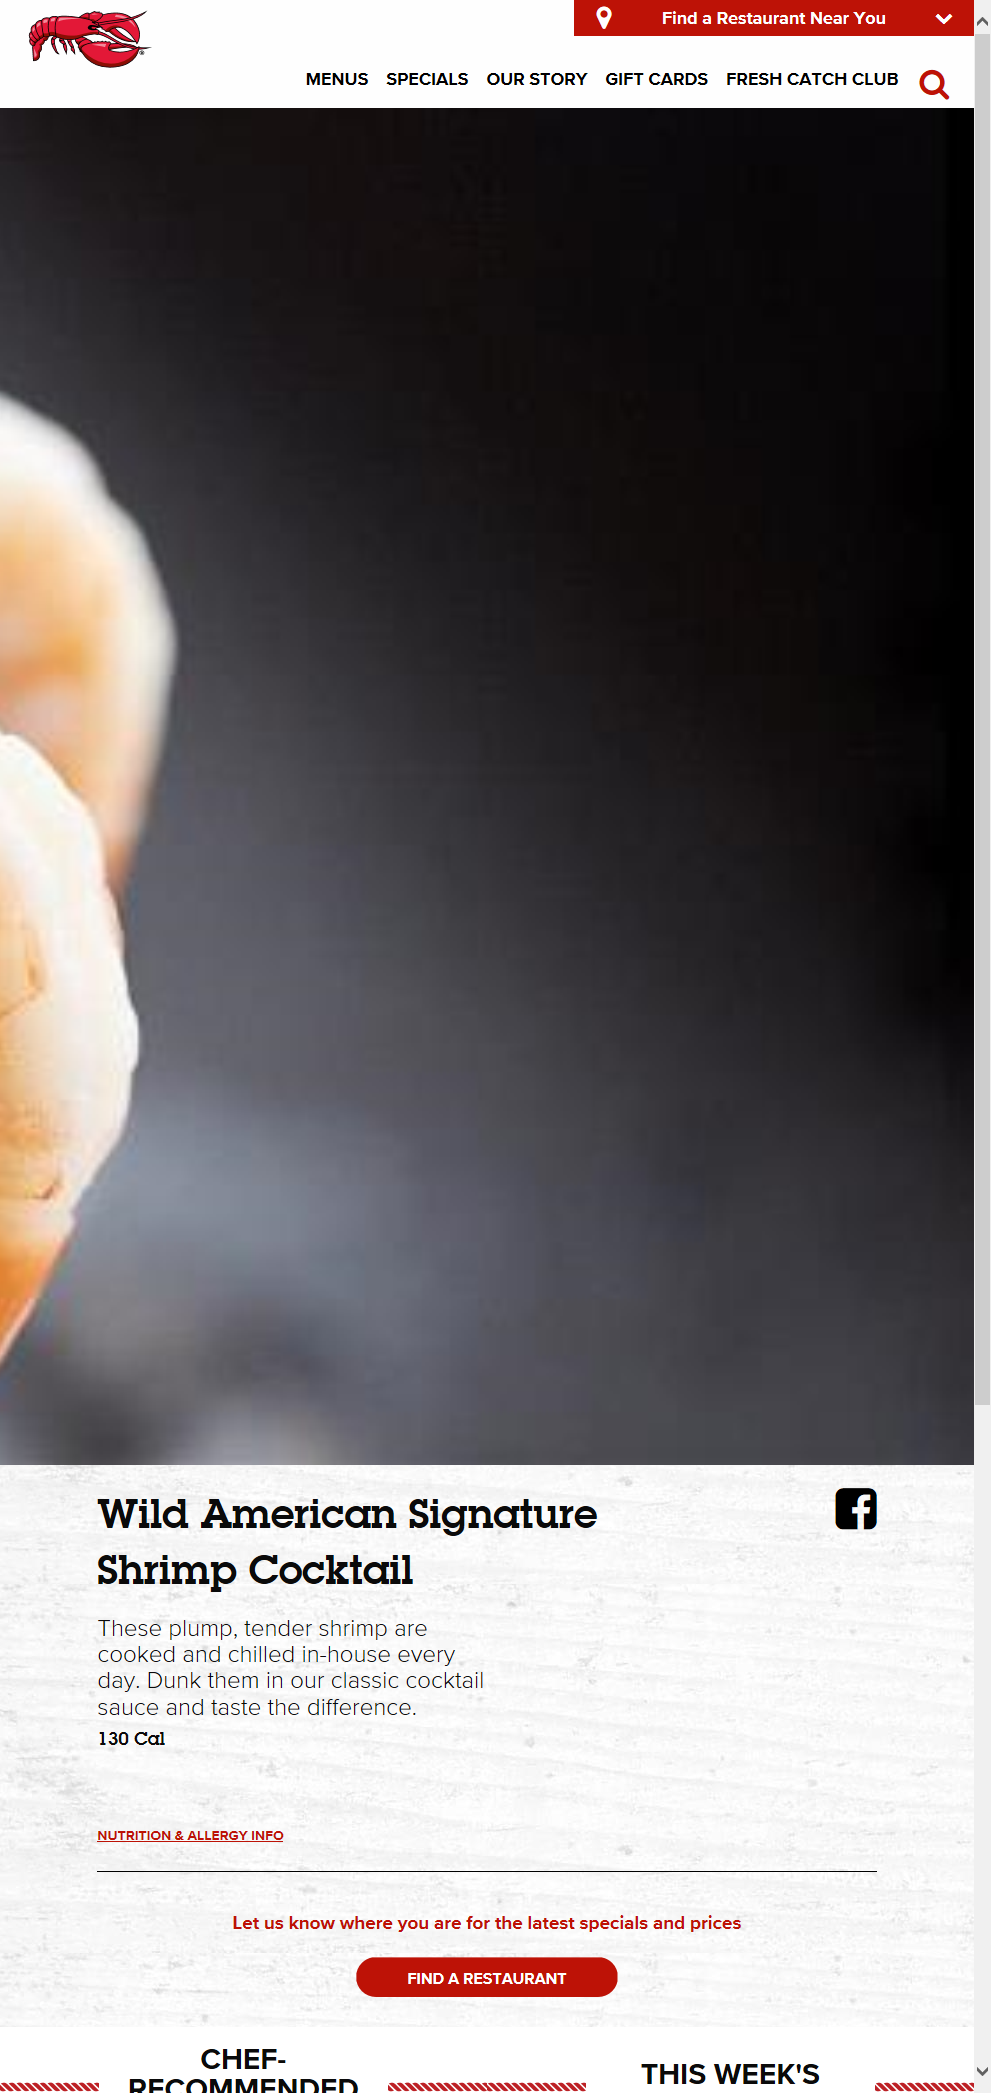 Find a Restaurant Near You
MENUS SPECIALS OUR STORY GIFT CARDS FRESH CATCH CLUB
Wild American Signature
Shrimp Cocktail
These plump, tender shrimp are
cooked and chilled in-house every
day. Dunk them in our classic cocktail
sauce and taste the difference.
130 Cal
NUTRITION & ALLERGY INFO
Let us know where you are for the latest specials and prices
FIND A RESTAURANT
CHEF-
RECOMMENDED
THIS WEEK'S